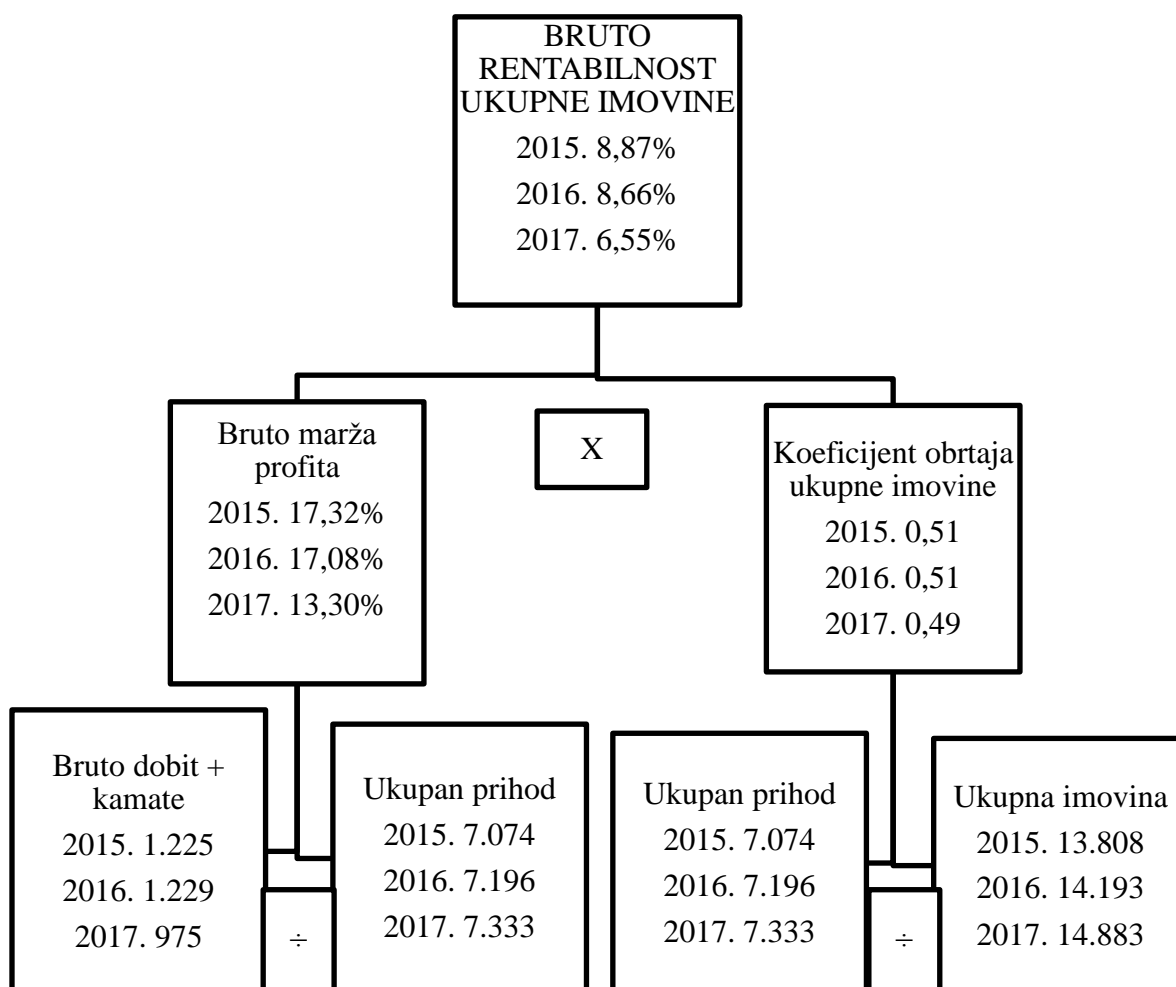 BRUTO
RENTABILNOST
UKUPNE IMOVINE
2015. 8,87%
2016. 8,66%
2017. 6,55%
Bruto marža
profita
2015. 17,32%
2016. 17,08%
2017. 13,30%
X
Koeficijent obrtaja
ukupne imovine
2015. 0,51
2016. 0,51
2017. 0,49
Bruto dobit +
kamate
2015. 1.225
2016. 1.229
2017. 975
÷
Ukupan prihod
2015. 7.074
2016. 7.196
2017. 7.333
Ukupan prihod
2015. 7.074
2016. 7.196
2017. 7.333
÷
Ukupna imovina
2015. 13.808
2016. 14.193
2017. 14.883